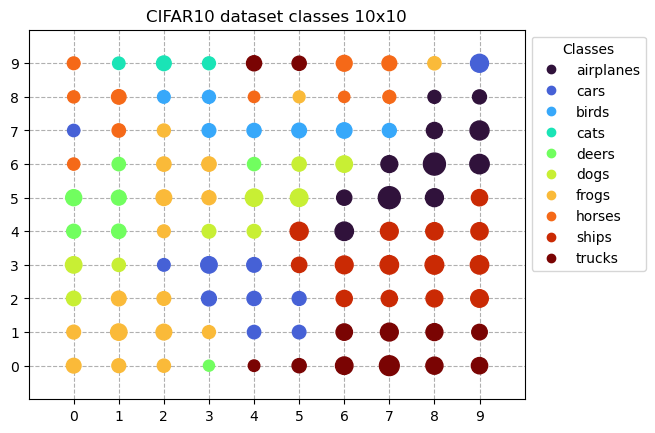 CIFAR10 dataset classes 10x10
9
8
7
6
5
4
3
2
1
0
0 1 2 3 4 5 6 7 8 9
Classes
airplanes
cars
birds
cats
deers
dogs
frogs
horses
ships
trucks